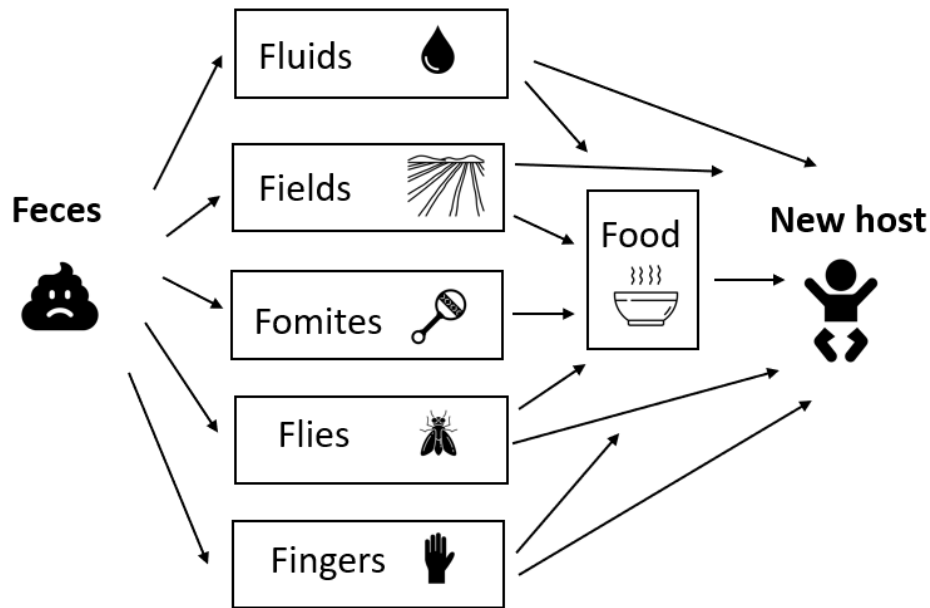 Fluids
Fields
Feces
Food
New host
Fomites
Flies
Fingers